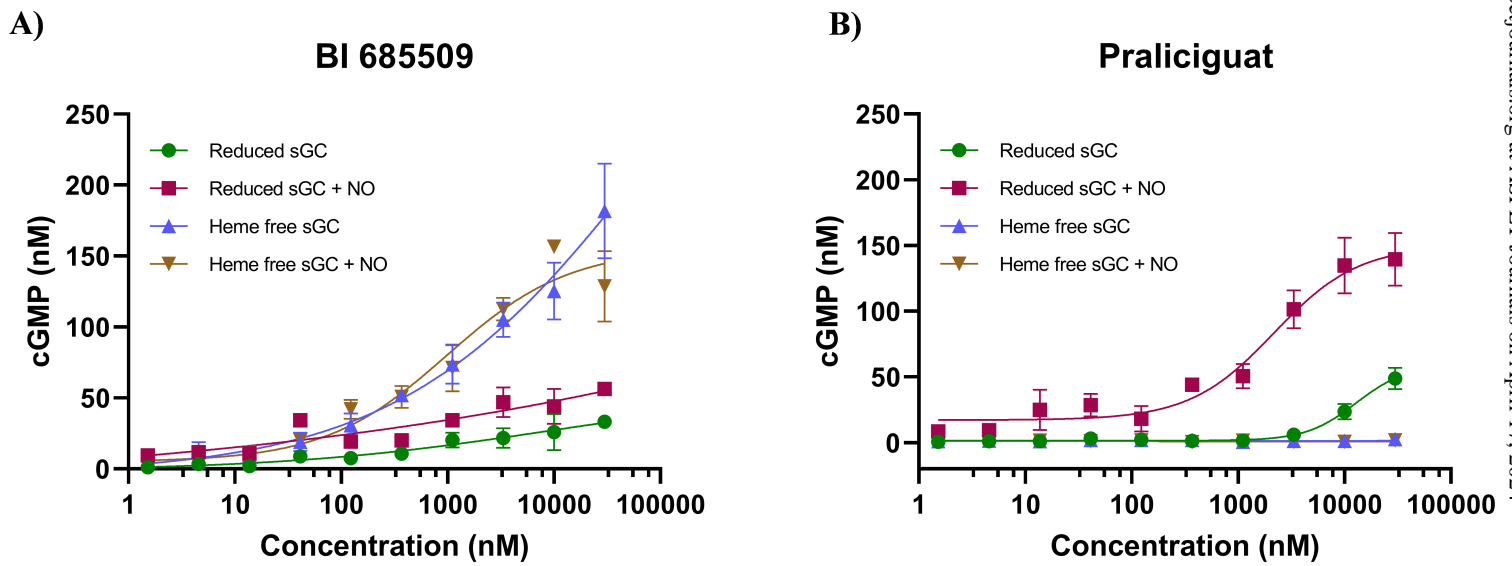 A)
BI 685509
250
200
150
100
50
0
cGMP (nM)
Reduced sGC
Reduced sGC + NO
Heme free sGC
Heme free sGC + NO
1 10 100 1000 10000 100000
Concentration (nM)
B)
Praliciguat
250
200
150
100
50
0
cGMP (nM)
Reduced sGC
Reduced sGC + NO
Heme free sGC
Heme free sGC + NO
1 10 100 1000 10000 100000
Concentration (nM)